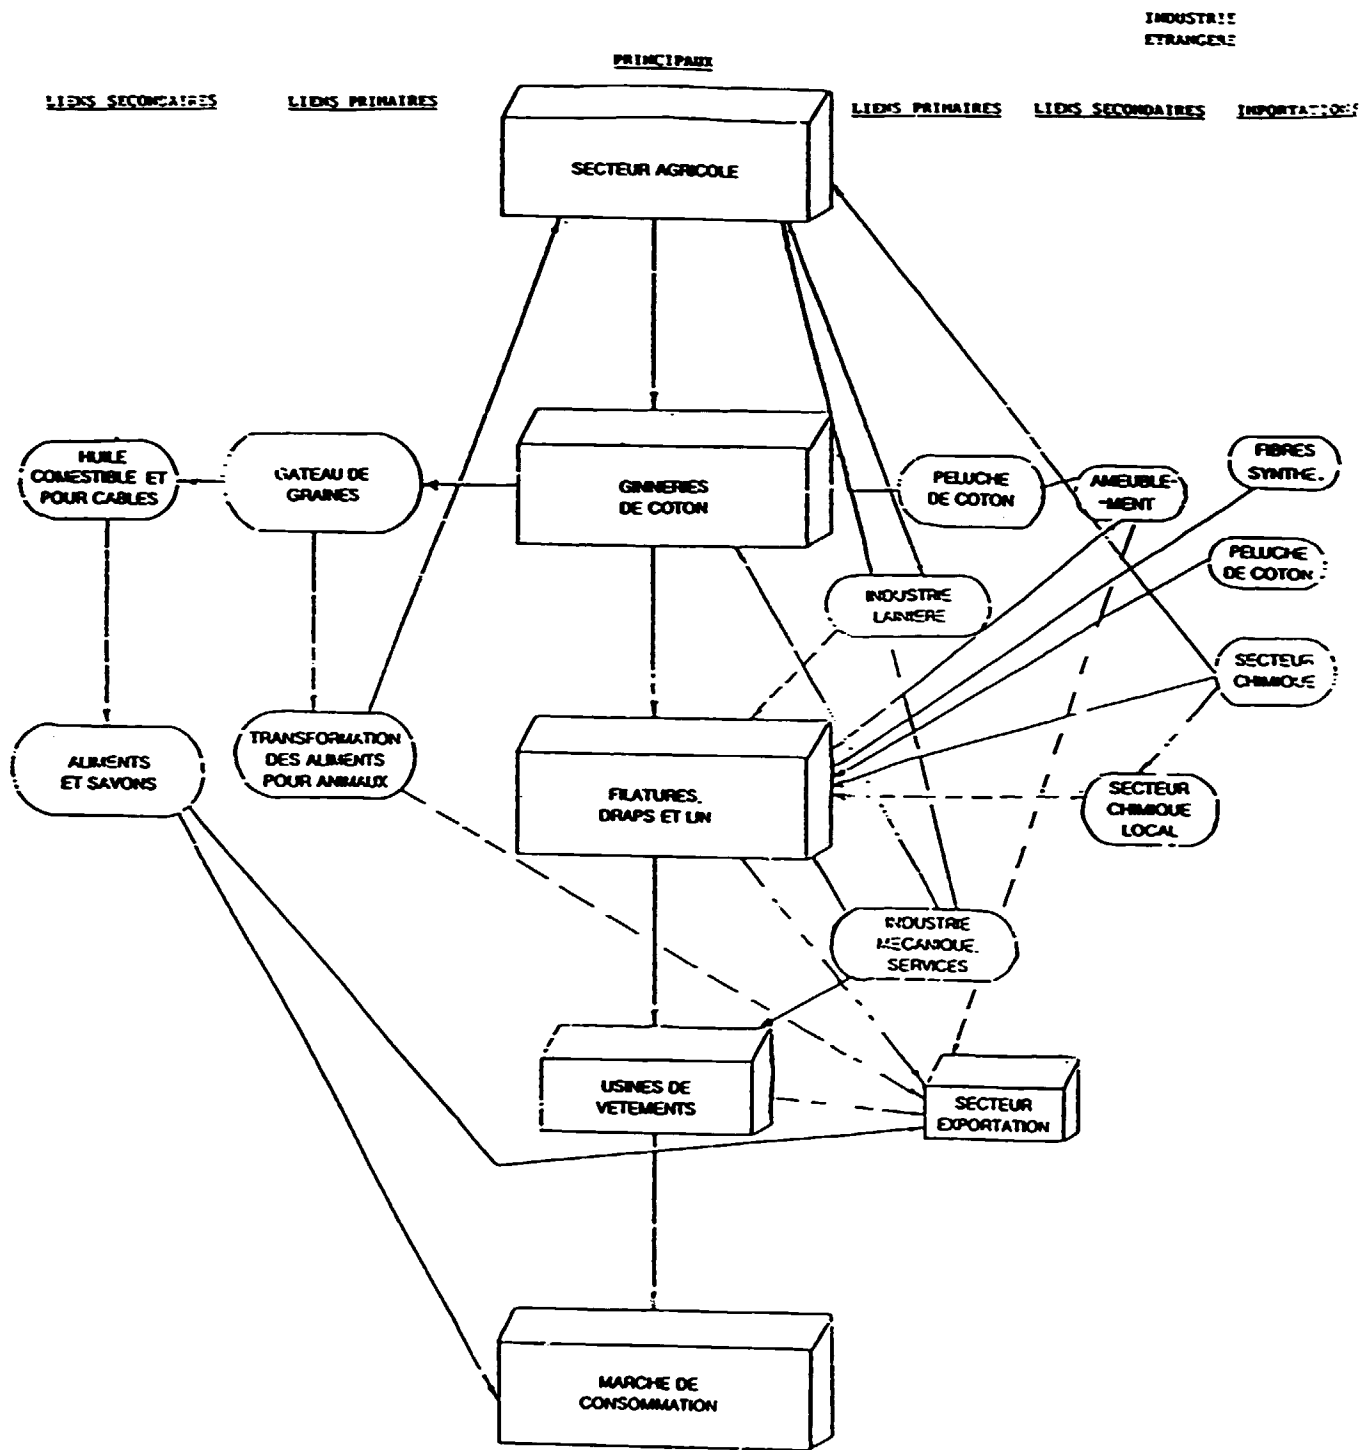 INDUSTRIE
ETRANGERE
PRINCIPAUX
LIENS SECONDAIRES
LIENS PRIMAIRES
LIENS PRIMAIRES
LIENS SECONDAIRES
IMPORTATIONS
SECTEUR AGRICOLE
HUILE
COMESTIBLE ET
POUR CABLES
GATEAU DE
GRAINES
GINNERIES
DE COTON
PELUCHE
DE COTON
AMEUBLE-
-MENT
FIBRES
SYNTHE.
PELUCHE
DE COTON
INDUSTRIE
LAINIERE
SECTEUR
CHIMIQUE
ALIMENTS
ET SAVONS
TRANSFORMATION
DES ALIMENTS
POUR ANIMAUX
FILATURES,
DRAPS ET LIN
SECTEUR
CHIMIQUE
LOCAL
INDUSTRIE
MECANIQUE,
SERVICES
USINES DE
VETEMENTS
SECTEUR
EXPORTATION
MARCHE DE
CONSOMMATION